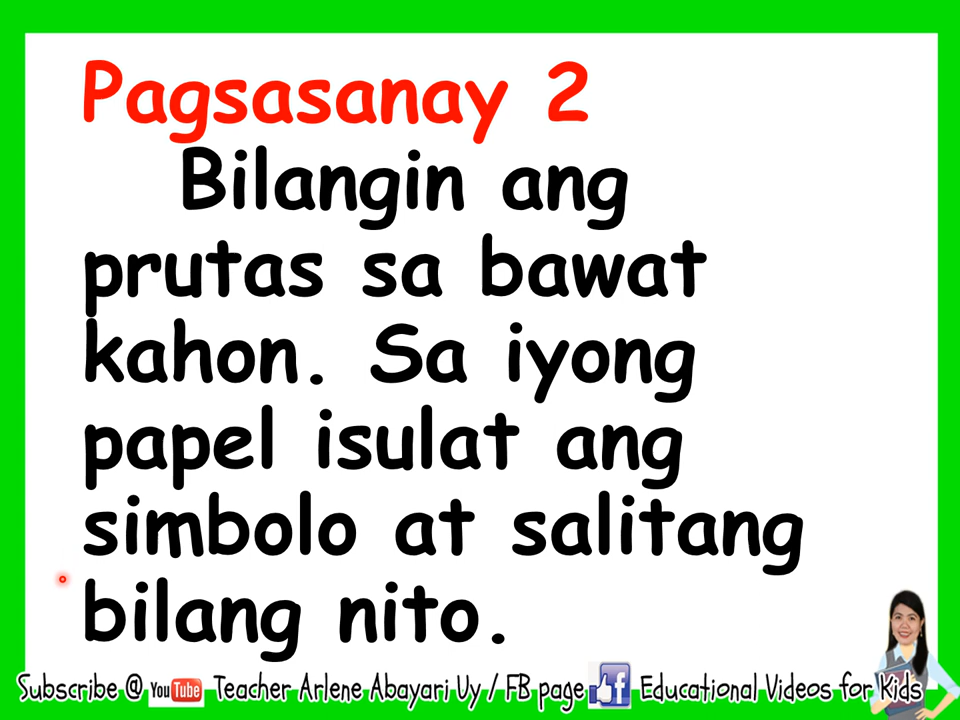 Pagsasanay 2
Bilangin ang
prutas sa bawat
kahon. Sa iyong
papel isulat ang
simbolo at salitang
bilang nito.
Subscribe @ YouTube Teacher Arlene Abayari Uy / FB page Educational Videos for Kids